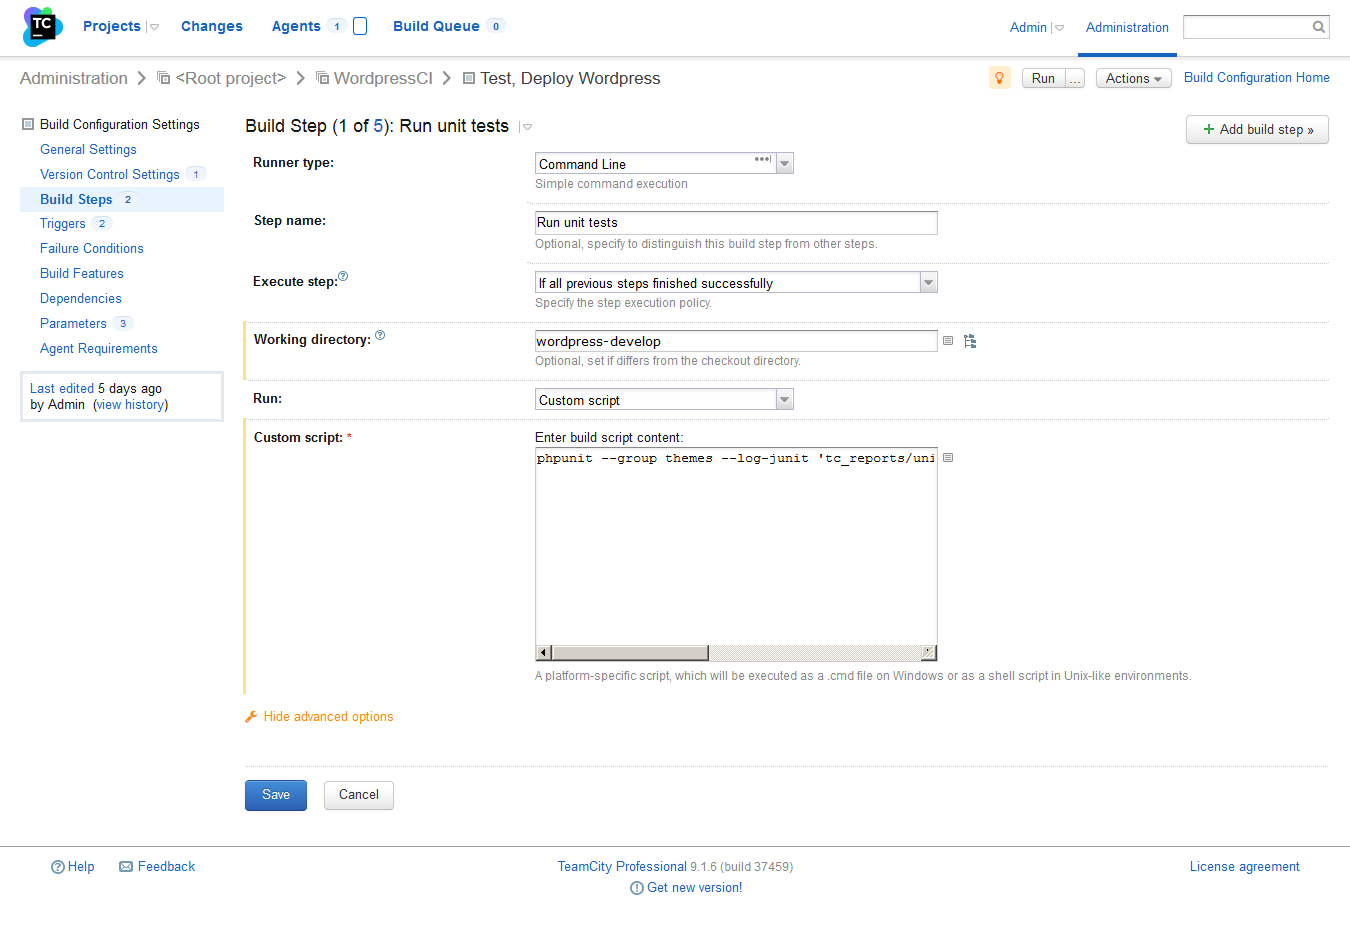 TC
Projects Changes Agents 1 Build Queue 0 Admin Administration
Administration <Root project> WordpressCI Test, Deploy Wordpress Run ... Actions Build Configuration Home
Build Configuration Settings
General Settings
Version Control Settings 1
Build Steps 2
Triggers 2
Failure Conditions
Build Features
Dependencies
Parameters 3
Agent Requirements
Last edited 5 days ago
by Admin (view history)
Build Step (1 of 5): Run unit tests
+ Add build step »
Runner type: Command Line
Simple command execution
Step name: Run unit tests
Optional, specify to distinguish this build step from other steps.
Execute step: If all previous steps finished successfully
Specify the step execution policy.
Working directory: wordpress-develop
Optional, set if differs from the checkout directory.
Run: Custom script
Custom script: * Enter build script content:
phpunit --group themes --log-junit 'tc_reports/uni
A platform-specific script, which will be executed as a .cmd file on Windows or as a shell script in Unix-like environments.
Hide advanced options
Save Cancel
Help Feedback TeamCity Professional 9.1.6 (build 37459) License agreement
Get new version!